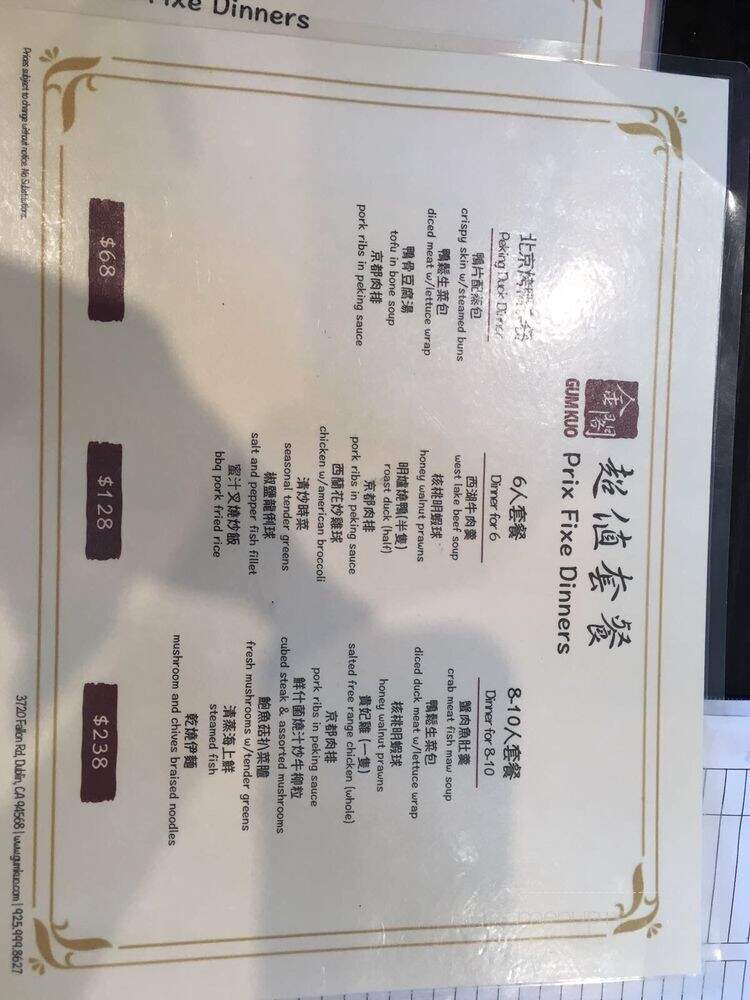 ixe Dinners
金閣
GUM KUO
超值套餐
Prix Fixe Dinners
北京烤鴨
Peking Duck Dinner
鴨片配蒸包
crispy skin w/steamed buns
鴨鬆生菜包
diced meat w/lettuce wrap
鴨骨豆腐湯
tofu in bone soup
京都肉排
pork ribs in peking sauce
$68
6人套餐
Dinner for 6
西湖牛肉羹
west lake beef soup
核桃明蝦球
honey walnut prawns
明爐燒鴨(半隻)
roast duck (half)
京都肉排
pork ribs in peking sauce
西蘭花炒雞球
chicken w/american broccoli
清炒時菜
seasonal tender greens
椒鹽龍俐球
salt and pepper fish fillet
蜜汁叉燒炒飯
bbq pork fried rice
$128
8-10人套餐
Dinner for 8-10
蟹肉魚肚羹
crab meat fish maw soup
鴨鬆生菜包
diced duck meat w/lettuce wrap
核桃明蝦球
honey walnut prawns
貴妃雞 (一隻)
salted free range chicken (whole)
京都肉排
pork ribs in peking sauce
鮮什菌燒汁炒牛柳粒
cubed steak & assorted mushrooms
鮑魚菇扒菜膽
fresh mushrooms w/tender greens
清蒸海上鮮
steamed fish
乾燒伊麵
mushroom and chives braised noodles
$238
Prices subject to change without notice. No Substitutions.
3720 Fallon Rd, Dublin, CA 94568 | www.gumkuo.com | 925.999.8627